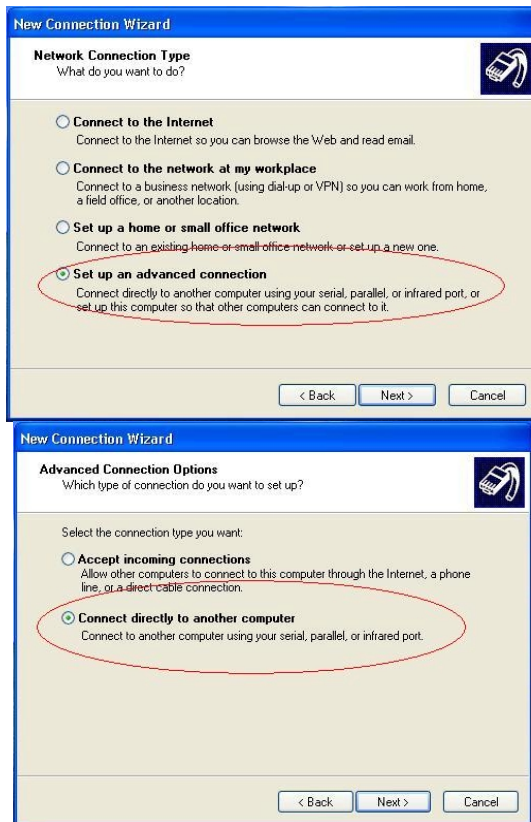 New Connection Wizard
Network Connection Type
What do you want to do?
Connect to the Internet
Connect to the Internet so you can browse the Web and read email.
Connect to the network at my workplace
Connect to a business network (using dial-up or VPN) so you can work from home,
a field office, or another location.
Set up a home or small office network
Connect to an existing home or small office network or set up a new one.
Set up an advanced connection
Connect directly to another computer using your serial, parallel, or infrared port, or
set up this computer so that other computers can connect to it.
< Back Next > Cancel
New Connection Wizard
Advanced Connection Options
Which type of connection do you want to set up?
Select the connection type you want:
Accept incoming connections
Allow other computers to connect to this computer through the Internet, a phone
line, or a direct cable connection.
Connect directly to another computer
Connect to another computer using your serial, parallel, or infrared port.
< Back Next > Cancel